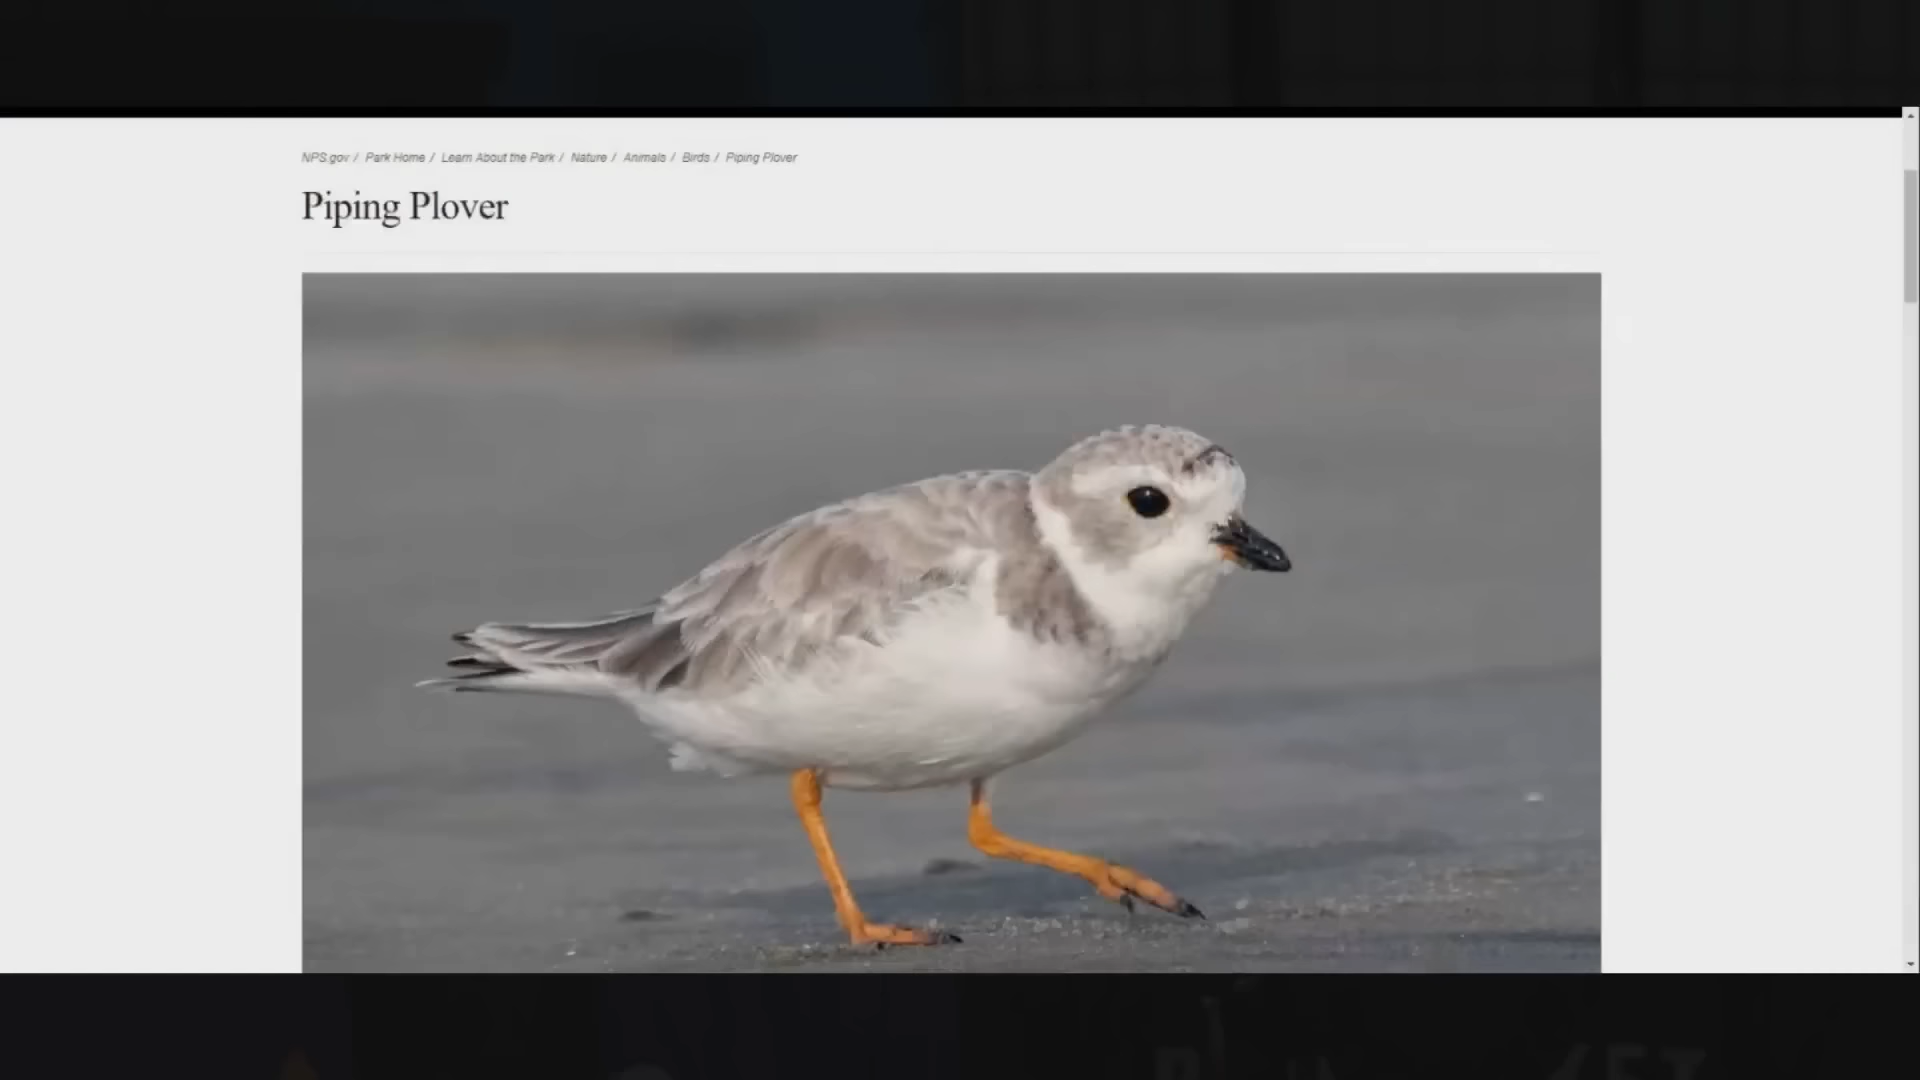 NPS.gov / Park Home / Learn About the Park / Nature / Animals / Birds / Piping Plover
Piping Plover